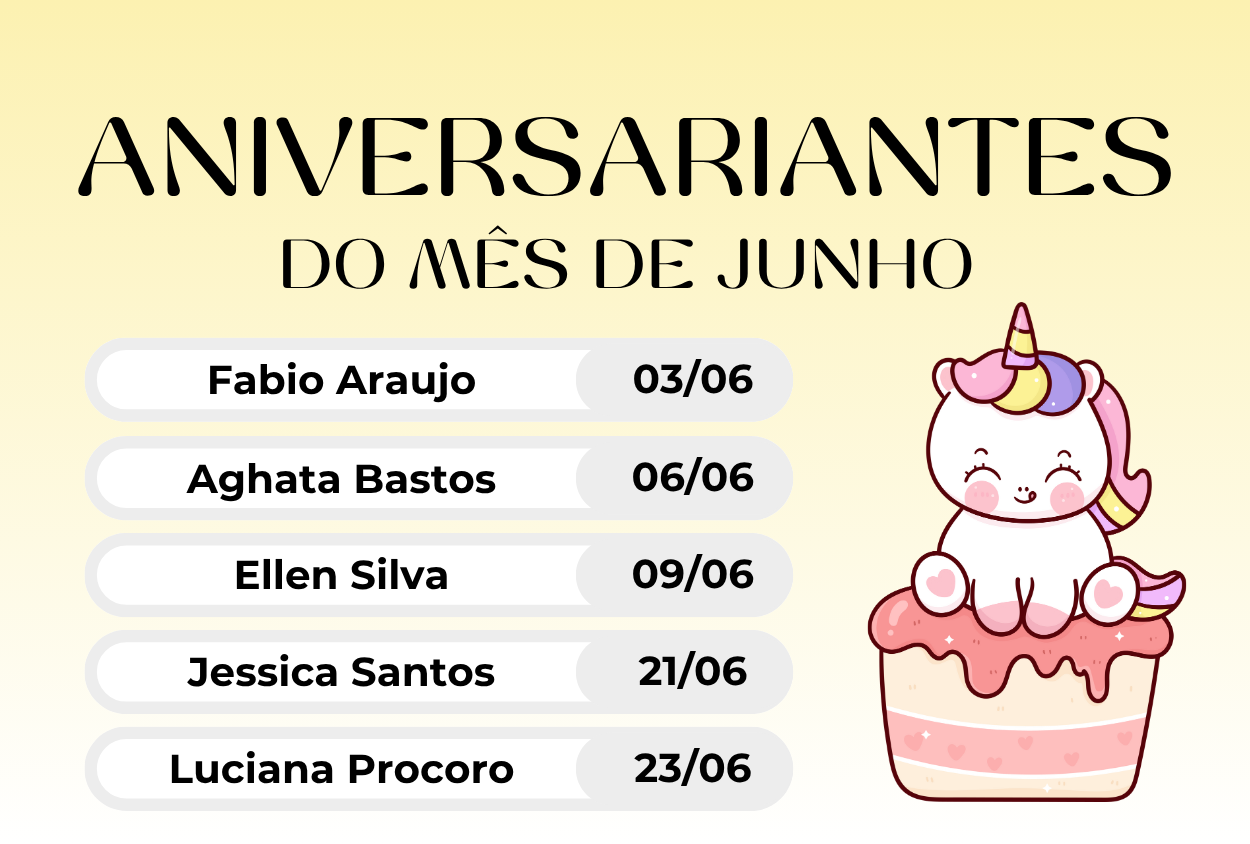 ANIVERSARIANTES
DO MÊS DE JUNHO
Fabio Araujo 03/06
Aghata Bastos 06/06
Ellen Silva 09/06
Jessica Santos 21/06
Luciana Procoro 23/06